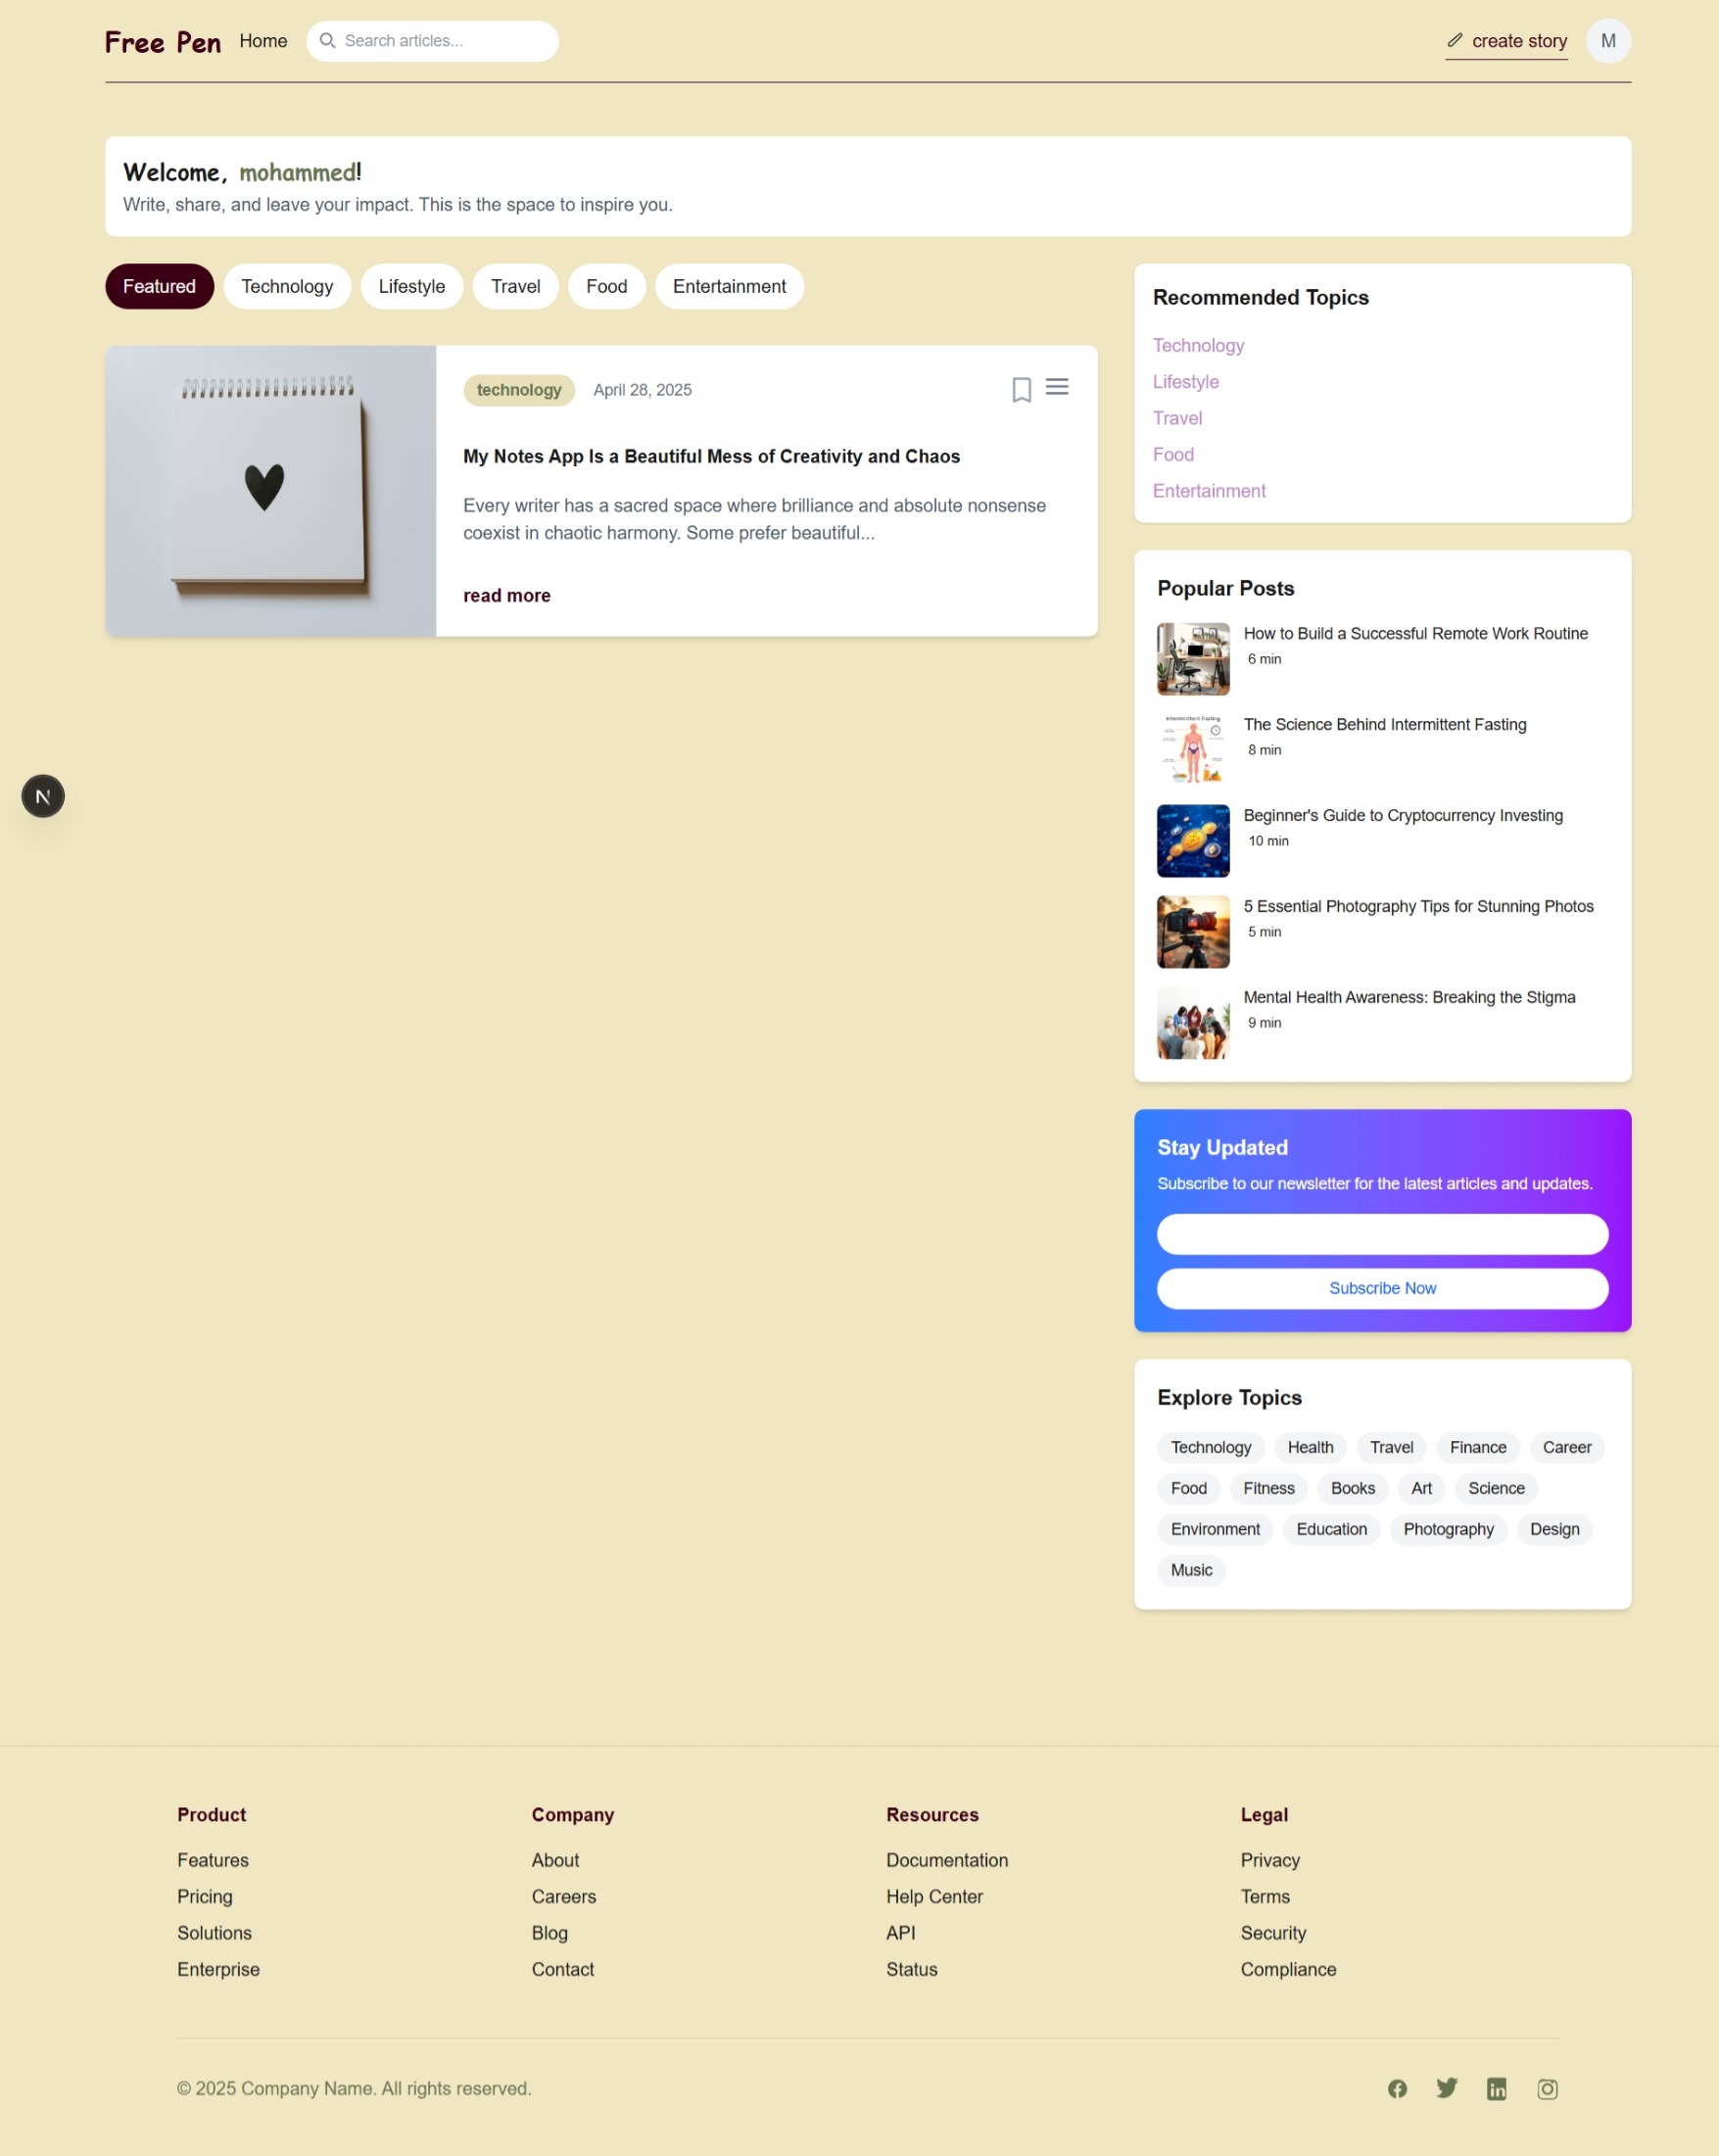 Free Pen
Home
Search articles...
create story
M
Welcome, mohammed!
Write, share, and leave your impact. This is the space to inspire you.
Featured
Technology
Lifestyle
Travel
Food
Entertainment
technology
April 28, 2025
My Notes App Is a Beautiful Mess of Creativity and Chaos
Every writer has a sacred space where brilliance and absolute nonsense
coexist in chaotic harmony. Some prefer beautiful...
read more
Recommended Topics
Technology
Lifestyle
Travel
Food
Entertainment
Popular Posts
How to Build a Successful Remote Work Routine
6 min
Intermittent Fasting
The Science Behind Intermittent Fasting
8 min
Beginner's Guide to Cryptocurrency Investing
10 min
5 Essential Photography Tips for Stunning Photos
5 min
Mental Health Awareness: Breaking the Stigma
9 min
N
Stay Updated
Subscribe to our newsletter for the latest articles and updates.
Subscribe Now
Explore Topics
Technology
Health
Travel
Finance
Career
Food
Fitness
Books
Art
Science
Environment
Education
Photography
Design
Music
Product
Features
Pricing
Solutions
Enterprise
Company
About
Careers
Blog
Contact
Resources
Documentation
Help Center
API
Status
Legal
Privacy
Terms
Security
Compliance
© 2025 Company Name. All rights reserved.